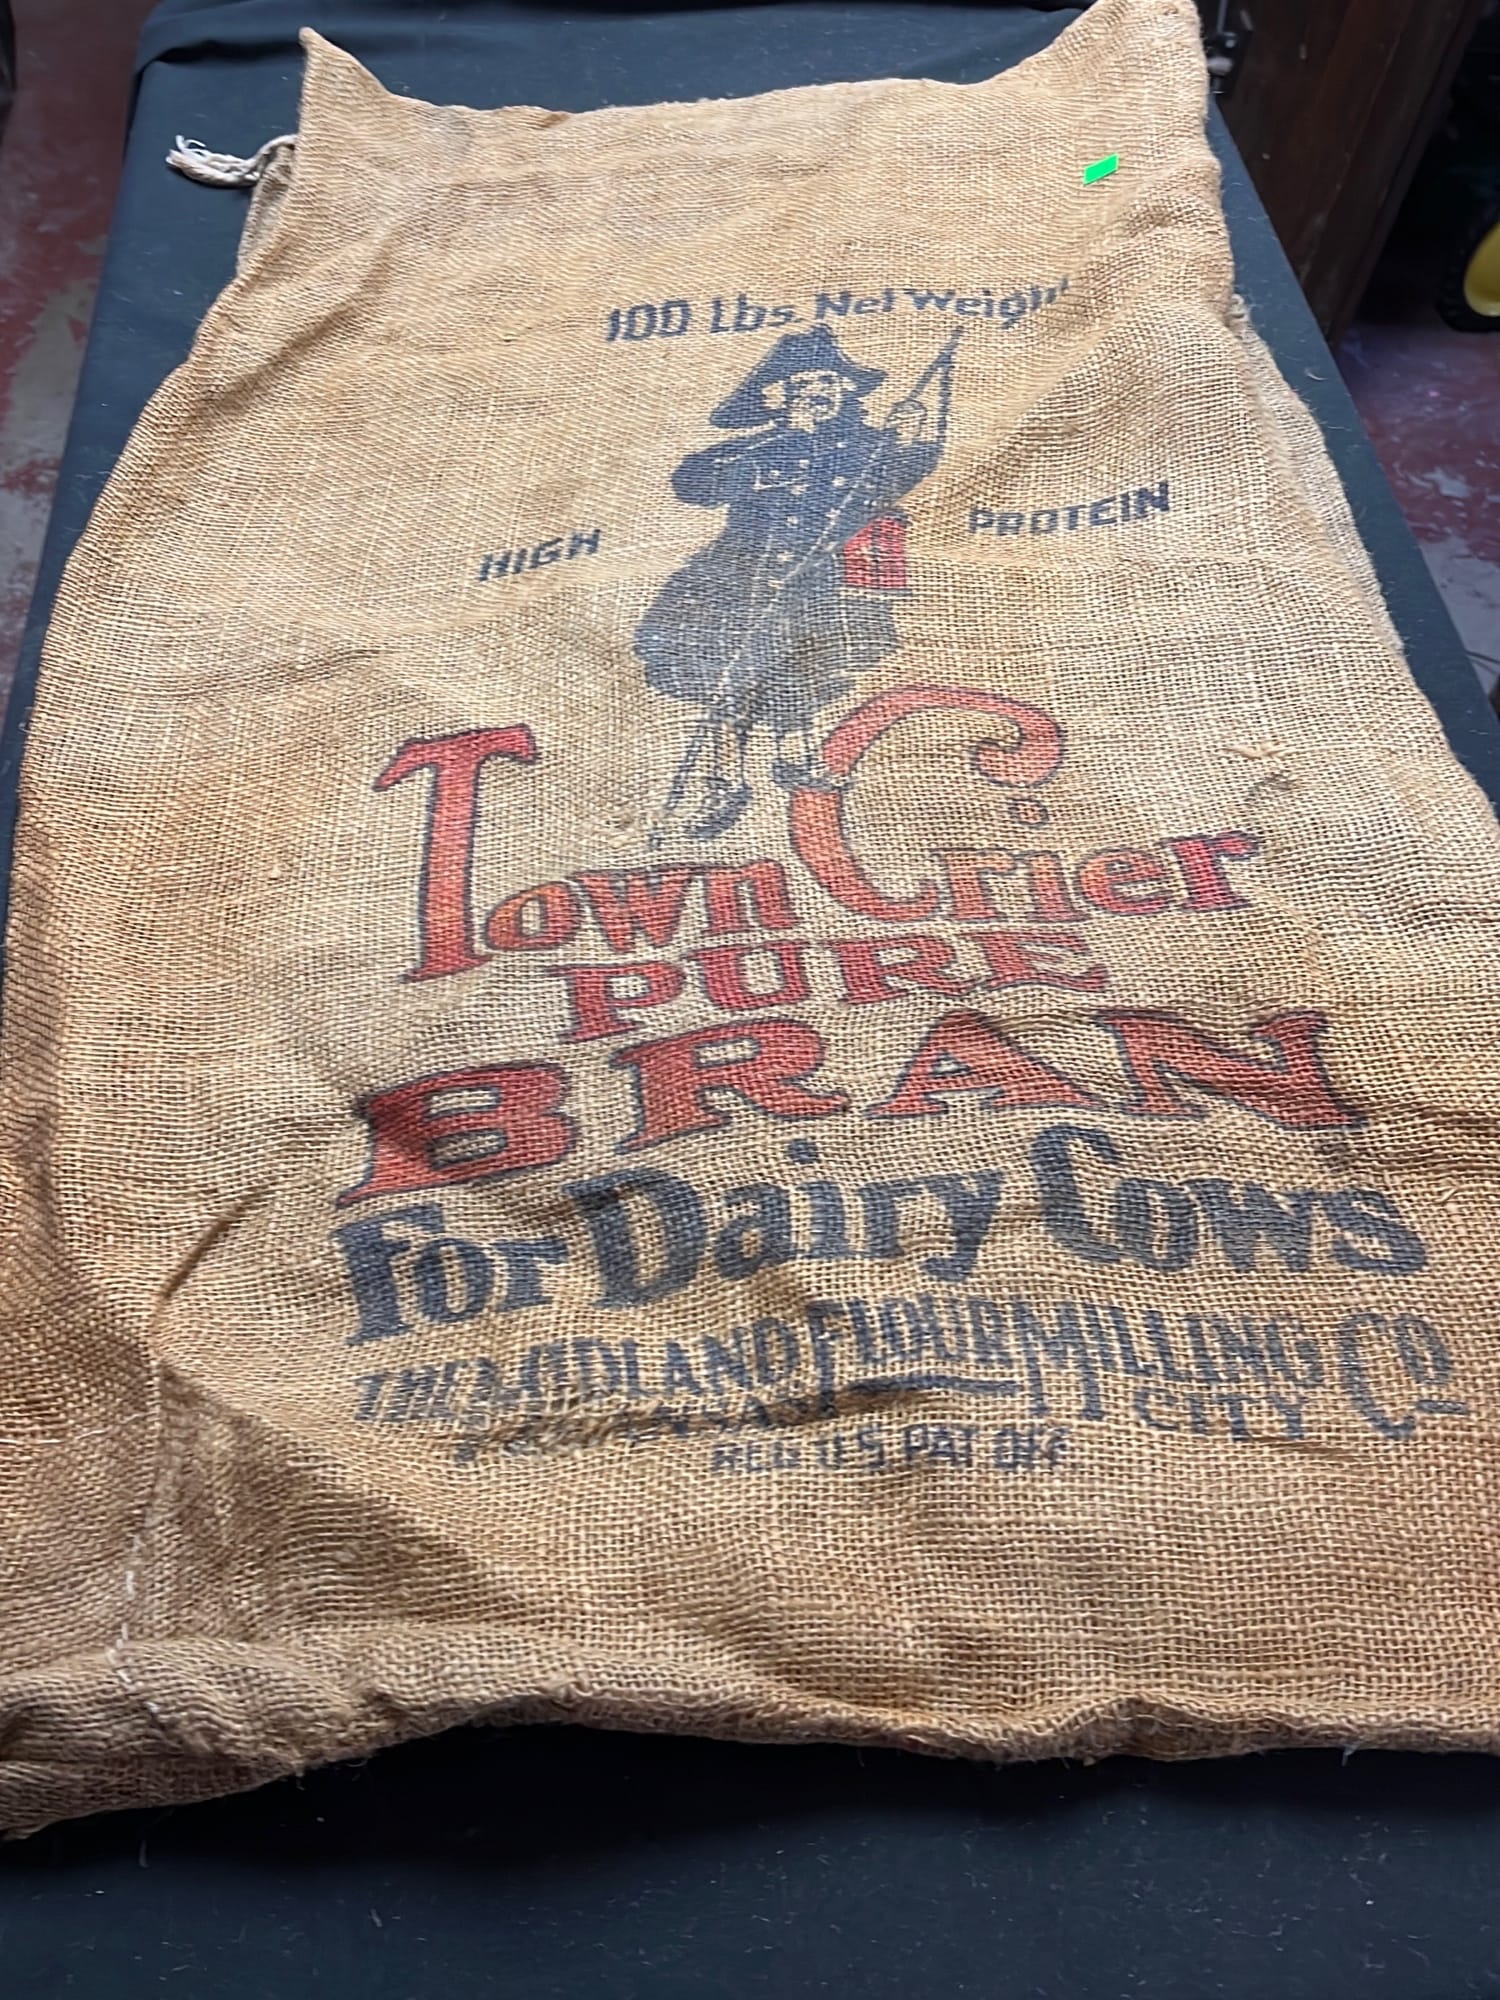 100 Lbs. Net Weight
HIGH PROTEIN
Town Crier
PURE
BRAN
For Dairy Cows
THE MIDLAND FLOUR MILLING CO
KANSAS CITY
REG U.S. PAT OFF.